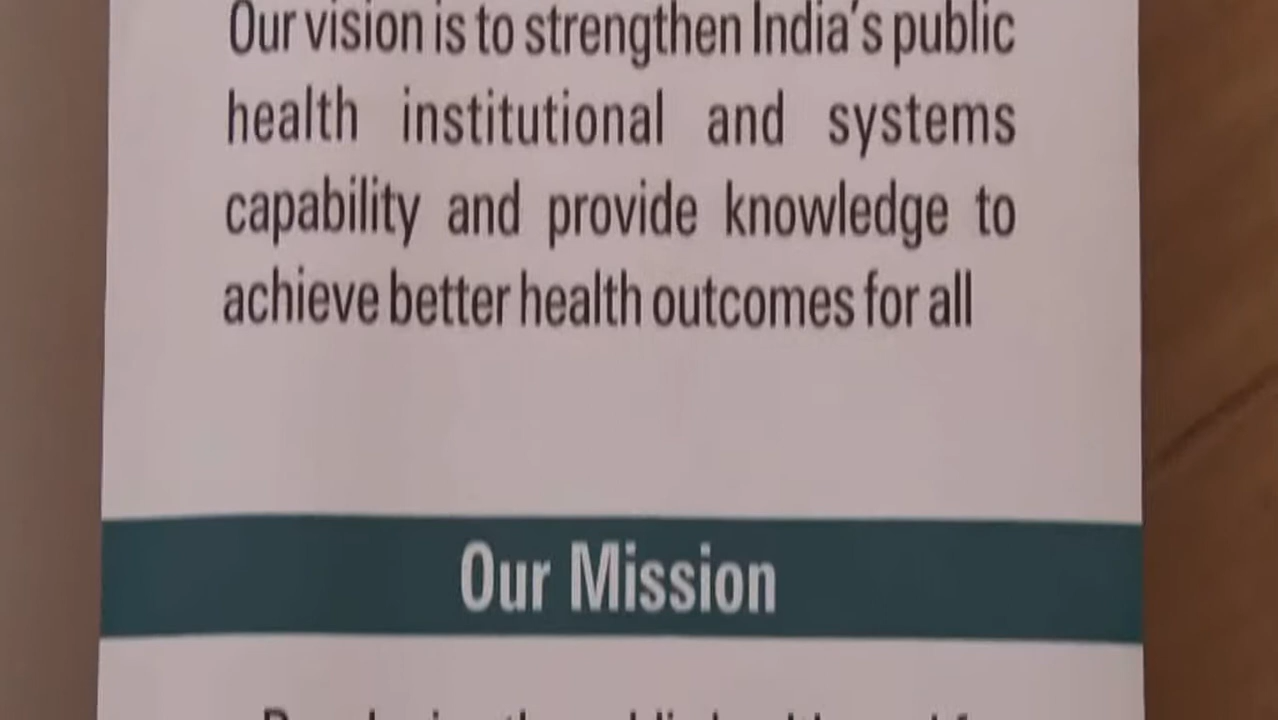 Our vision is to strengthen India's public
health institutional and systems
capability and provide knowledge to
achieve better health outcomes for all
Our Mission